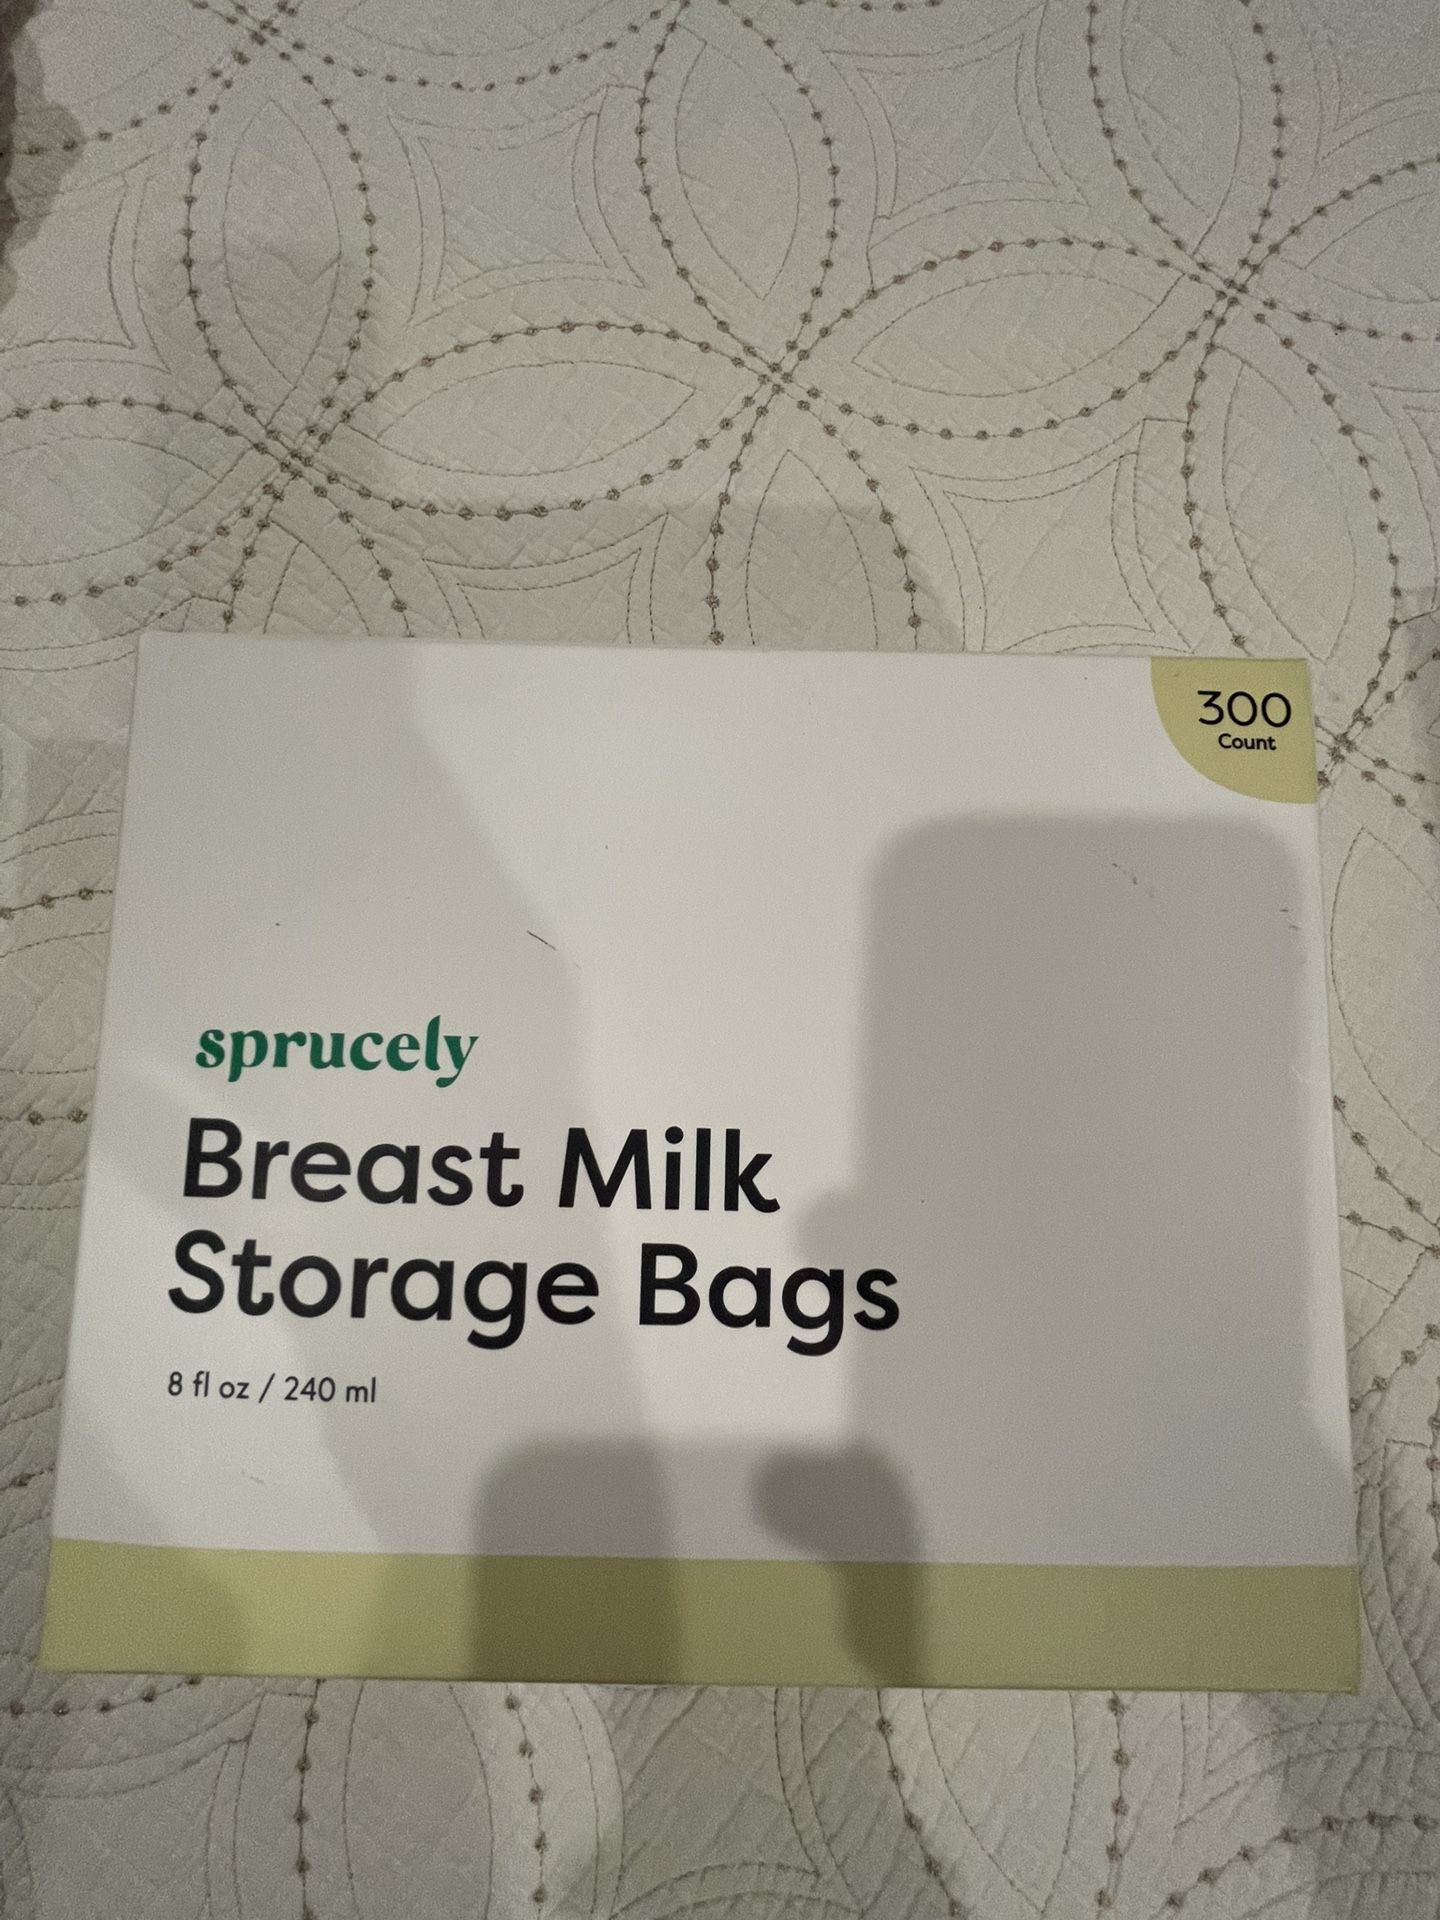 300
Count
sprucely
Breast Milk
Storage Bags
8 fl oz / 240 ml